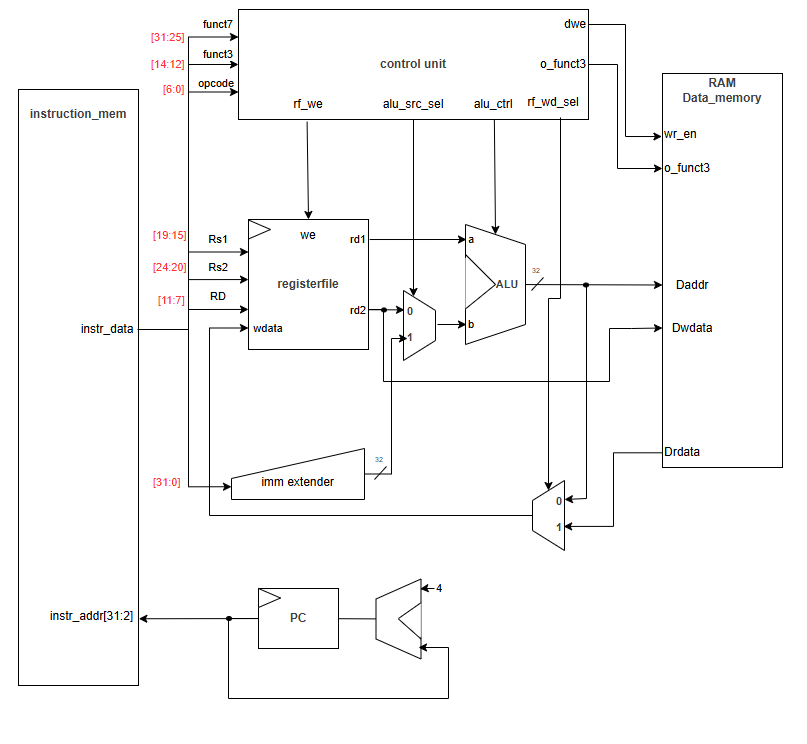 funct7
[31:25]
funct3
[14:12]
opcode
[6:0]
control unit
dwe
o_funct3
rf_we
alu_src_sel
alu_ctrl
rf_wd_sel
RAM
Data_memory
wr_en
o_funct3
Daddr
Dwdata
Drdata
instruction_mem
instr_data
instr_addr[31:2]
[19:15]
Rs1
[24:20]
Rs2
[11:7]
RD
wdata
we
registerfile
rd1
rd2
0
1
a
b
ALU
32
[31:0]
imm extender
32
0
1
PC
4